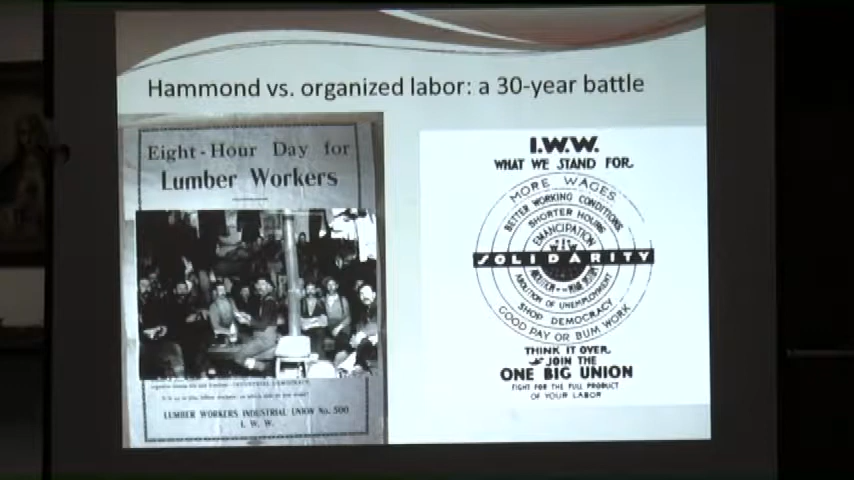 Hammond vs. organized labor: a 30-year battle
Eight-Hour Day for
Lumber Workers
LUMBER WORKERS INDUSTRIAL UNION No. 500
I. W. W.
I.W.W.
WHAT WE STAND FOR
MORE WAGES
BETTER WORKING CONDITIONS
SHORTER HOURS
EMANCIPATION
SOLIDARITY
ABOLITION OF UNEMPLOYMENT
SHOP DEMOCRACY
GOOD PAY OR BUM WORK
THINK IT OVER
JOIN THE
ONE BIG UNION
FIGHT FOR THE FULL PRODUCT
OF YOUR LABOR